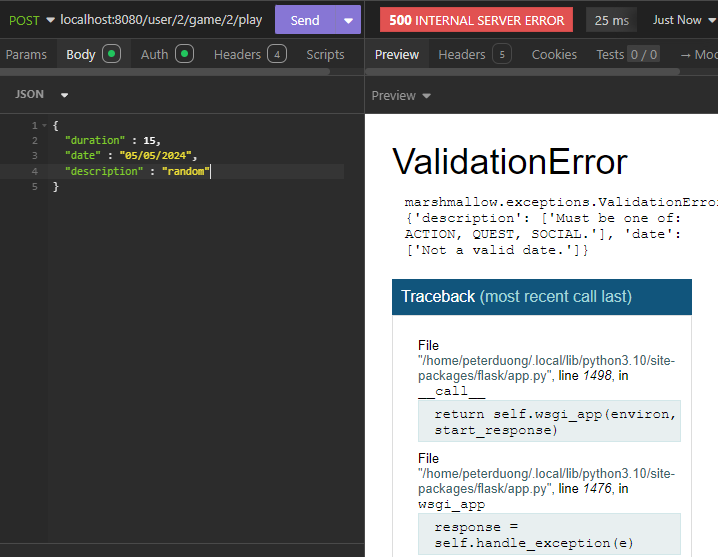 POST localhost:8080/user/2/game/2/play Send 500 INTERNAL SERVER ERROR 25 ms Just Now
Params Body Auth Headers 4 Scripts Preview Headers 5 Cookies Tests 0 / 0 → Moc
JSON Preview
1 {
2 "duration" : 15,
3 "date" : "05/05/2024",
4 "description" : "random"
5 }
ValidationError
marshmallow.exceptions.ValidationError
{'description': ['Must be one of:
ACTION, QUEST, SOCIAL.'], 'date':
['Not a valid date.']}
Traceback (most recent call last)
File
"/home/peterduong/.local/lib/python3.10/site-
packages/flask/app.py", line 1498, in
__call__
return self.wsgi_app(environ,
start_response)
File
"/home/peterduong/.local/lib/python3.10/site-
packages/flask/app.py", line 1476, in
wsgi_app
response =
self.handle_exception(e)